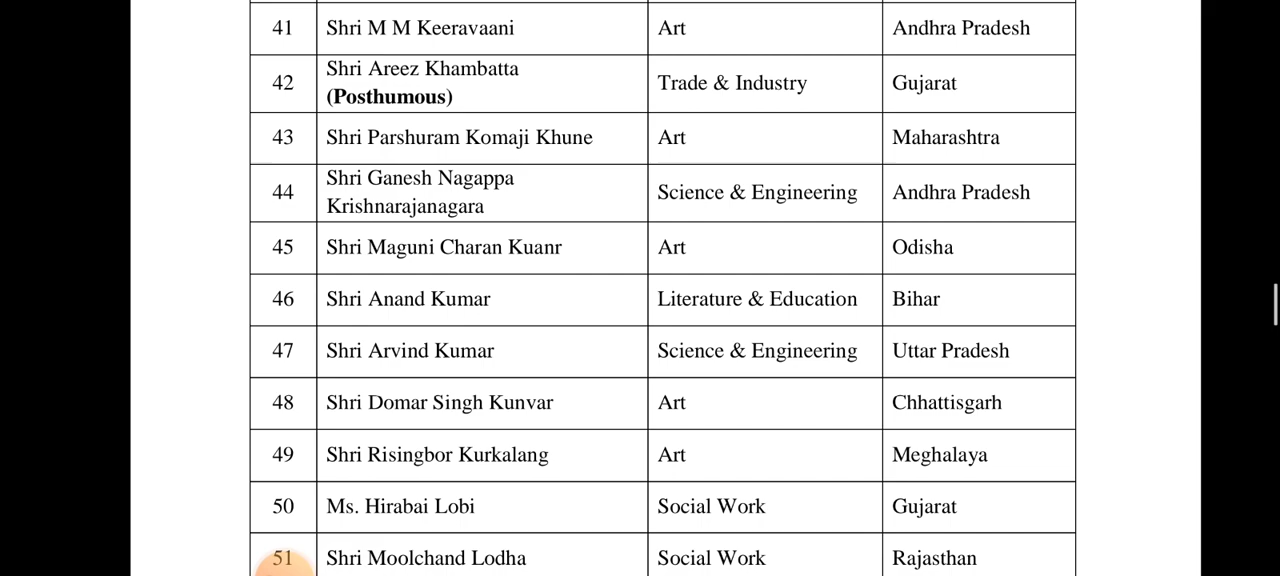 41 Shri M M Keeravaani Art Andhra Pradesh
42 Shri Areez Khambatta (Posthumous) Trade & Industry Gujarat
43 Shri Parshuram Komaji Khune Art Maharashtra
44 Shri Ganesh Nagappa Krishnarajanagara Science & Engineering Andhra Pradesh
45 Shri Maguni Charan Kuanr Art Odisha
46 Shri Anand Kumar Literature & Education Bihar
47 Shri Arvind Kumar Science & Engineering Uttar Pradesh
48 Shri Domar Singh Kunvar Art Chhattisgarh
49 Shri Risingbor Kurkalang Art Meghalaya
50 Ms. Hirabai Lobi Social Work Gujarat
51 Shri Moolchand Lodha Social Work Rajasthan